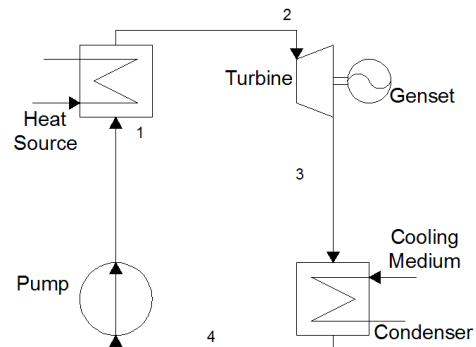 2
Turbine
Genset
Heat
Source
1
3
Cooling
Medium
Pump
Condenser
4